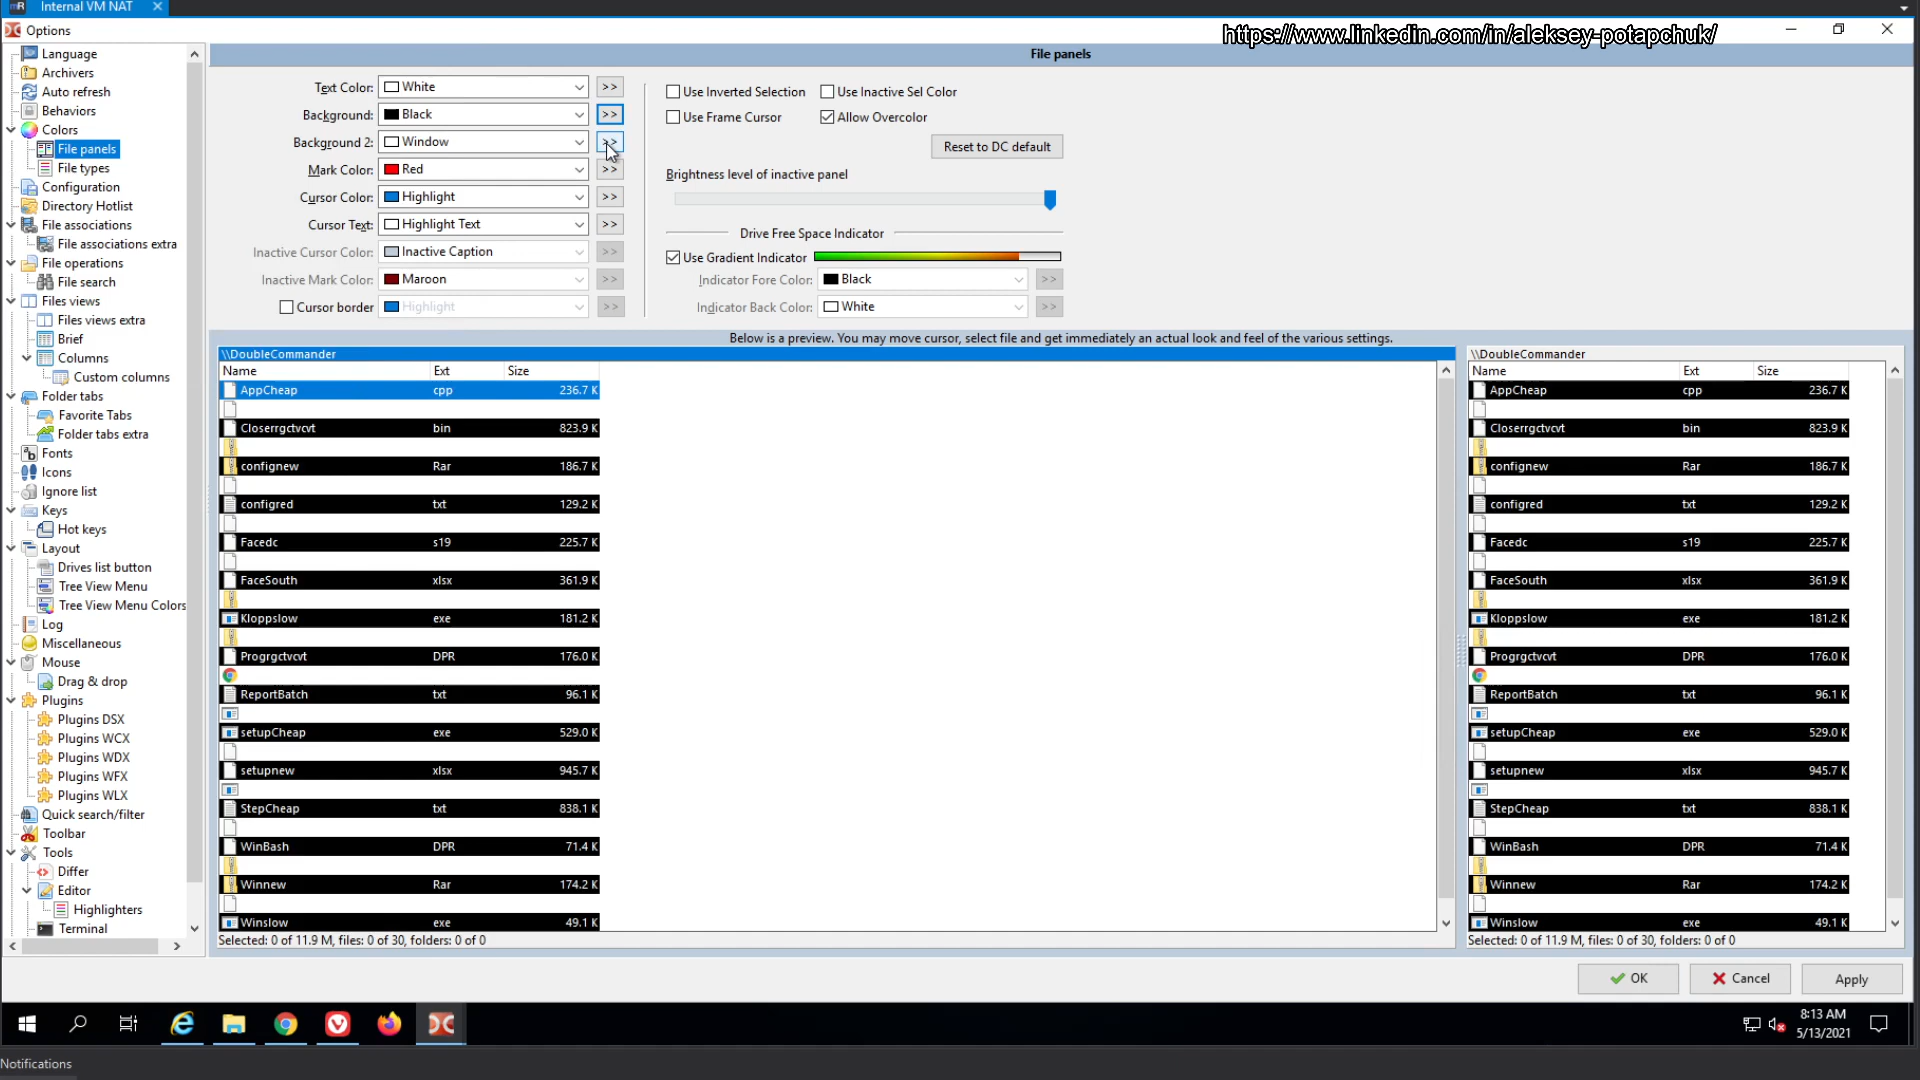 Internal VM NAT
Options
https://www.linkedin.com/in/aleksey-potapchuk/
Language
Archivers
Auto refresh
Behaviors
Colors
File panels
File types
Configuration
Directory Hotlist
File associations
File associations extra
File operations
File search
Files views
Files views extra
Brief
Columns
Custom columns
Folder tabs
Favorite Tabs
Folder tabs extra
Fonts
Icons
Ignore list
Keys
Hot keys
Layout
Drives list button
Tree View Menu
Tree View Menu Colors
Log
Miscellaneous
Mouse
Drag & drop
Plugins
Plugins DSX
Plugins WCX
Plugins WDX
Plugins WFX
Plugins WLX
Quick search/filter
Toolbar
Tools
Differ
Editor
Highlighters
Terminal
File panels
Text Color: White >>
Background: Black >>
Background 2: Window >>
Mark Color: Red >>
Cursor Color: Highlight >>
Cursor Text: Highlight Text >>
Inactive Cursor Color: Inactive Caption >>
Inactive Mark Color: Maroon >>
Cursor border Highlight >>
Use Inverted Selection Use Inactive Sel Color
Use Frame Cursor Allow Overcolor
Reset to DC default
Brightness level of inactive panel
Drive Free Space Indicator
Use Gradient Indicator
Indicator Fore Color: Black >>
Indicator Back Color: White >>
Below is a preview. You may move cursor, select file and get immediately an actual look and feel of the various settings.
\\DoubleCommander
Name Ext Size
AppCheap cpp 236.7 K
Closerrgctvcvt bin 823.9 K
confignew Rar 186.7 K
configred txt 129.2 K
Facedc s19 225.7 K
FaceSouth xlsx 361.9 K
Kloppslow exe 181.2 K
Progrgctvcvt DPR 176.0 K
ReportBatch txt 96.1 K
setupCheap exe 529.0 K
setupnew xlsx 945.7 K
StepCheap txt 838.1 K
WinBash DPR 71.4 K
Winnew Rar 174.2 K
Winslow exe 49.1 K
Selected: 0 of 11.9 M, files: 0 of 30, folders: 0 of 0
\\DoubleCommander
Name Ext Size
AppCheap cpp 236.7 K
Closerrgctvcvt bin 823.9 K
confignew Rar 186.7 K
configred txt 129.2 K
Facedc s19 225.7 K
FaceSouth xlsx 361.9 K
Kloppslow exe 181.2 K
Progrgctvcvt DPR 176.0 K
ReportBatch txt 96.1 K
setupCheap exe 529.0 K
setupnew xlsx 945.7 K
StepCheap txt 838.1 K
WinBash DPR 71.4 K
Winnew Rar 174.2 K
Winslow exe 49.1 K
Selected: 0 of 11.9 M, files: 0 of 30, folders: 0 of 0
OK Cancel Apply
8:13 AM
5/13/2021
Notifications